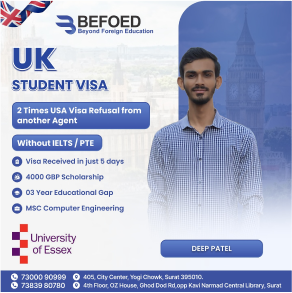 BEFOED
Beyond Foreign Education
UK
STUDENT VISA
2 Times USA Visa Refusal from
another Agent
Without IELTS / PTE
Visa Received in just 5 days
4000 GBP Scholarship
03 Year Educational Gap
MSC Computer Engineering
University
of Essex
DEEP PATEL
73000 90999
73839 80780
405, City Center, Yogi Chowk, Surat 395010.
4th Floor, OZ House, Ghod Dod Rd,opp Kavi Narmad Central Library, Surat